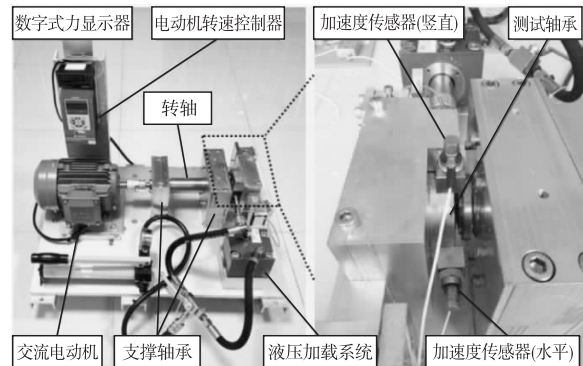 数字式力显示器
电动机转速控制器
加速度传感器(竖直)
测试轴承
转轴
交流电动机
支撑轴承
液压加载系统
加速度传感器(水平)